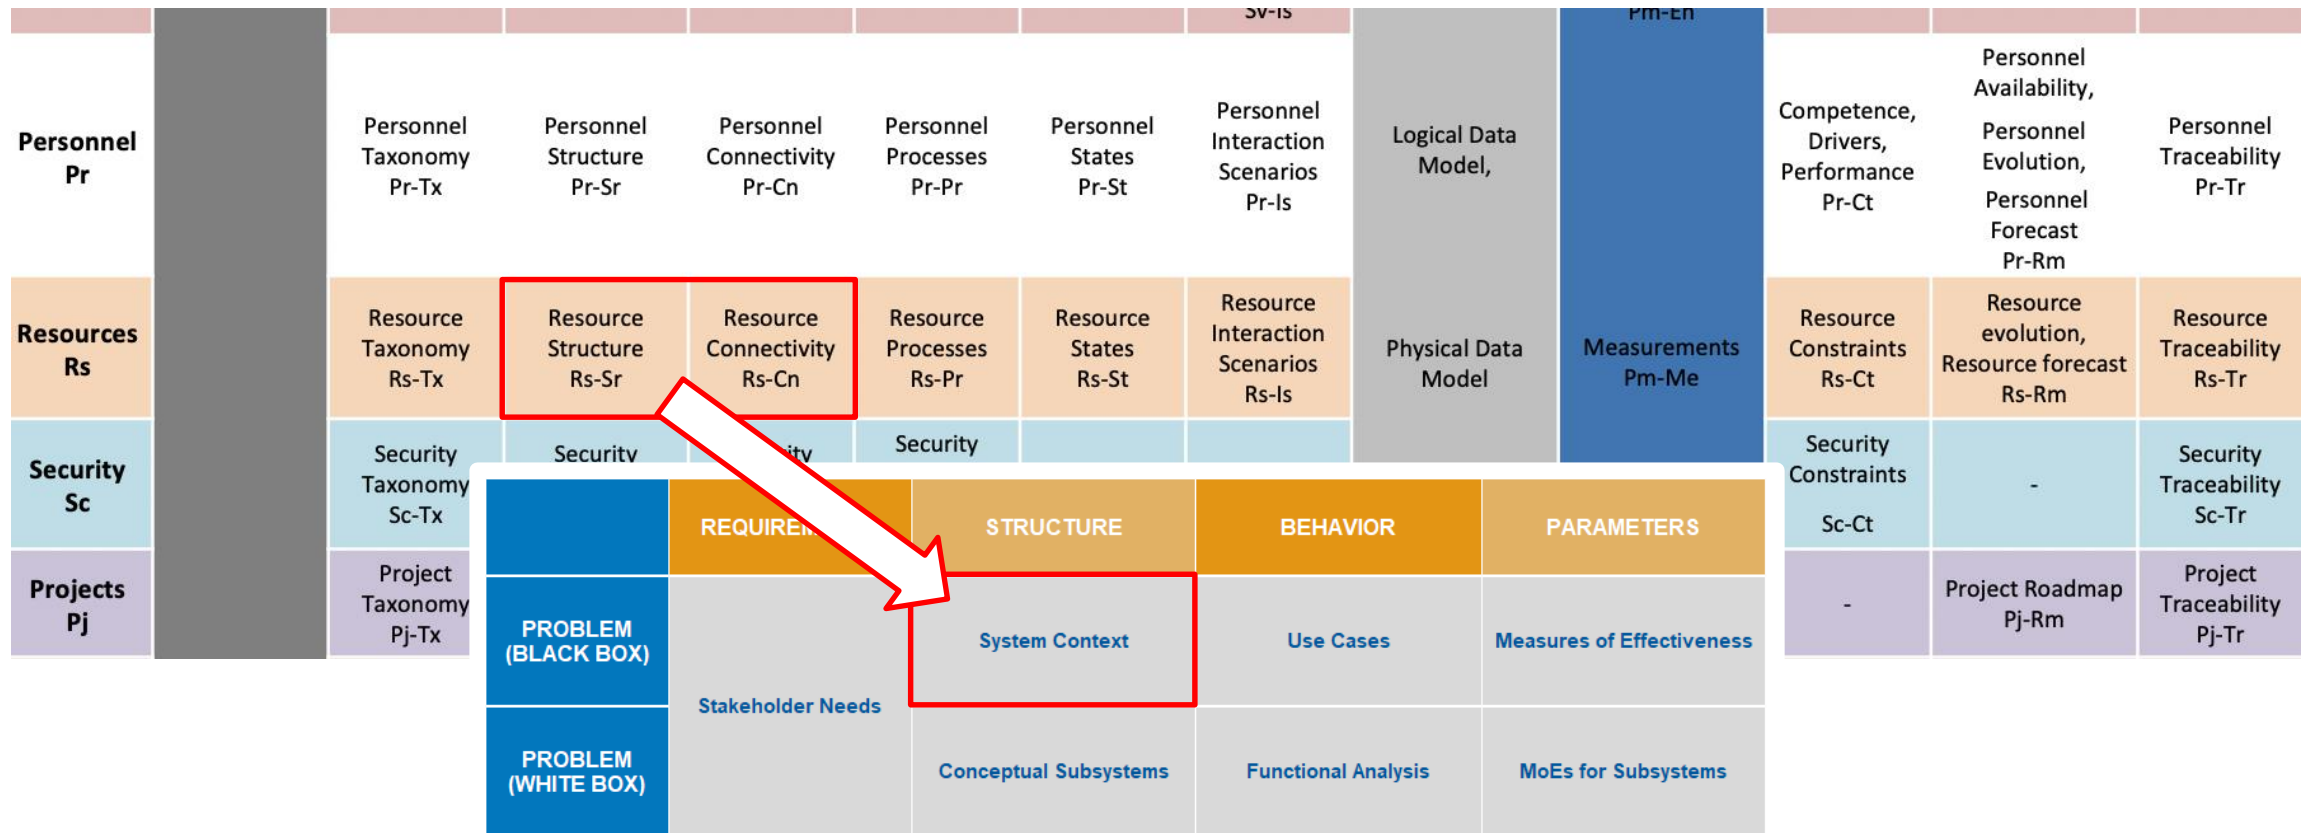 Sv-Is
Pm-En
Personnel
Pr
Personnel
Taxonomy
Pr-Tx
Personnel
Structure
Pr-Sr
Personnel
Connectivity
Pr-Cn
Personnel
Processes
Pr-Pr
Personnel
States
Pr-St
Personnel
Interaction
Scenarios
Pr-Is
Logical Data
Model,
Competence,
Drivers,
Performance
Pr-Ct
Personnel
Availability,
Personnel
Evolution,
Personnel
Forecast
Pr-Rm
Personnel
Traceability
Pr-Tr
Resources
Rs
Resource
Taxonomy
Rs-Tx
Resource
Structure
Rs-Sr
Resource
Connectivity
Rs-Cn
Resource
Processes
Rs-Pr
Resource
States
Rs-St
Resource
Interaction
Scenarios
Rs-Is
Physical Data
Model
Measurements
Pm-Me
Resource
Constraints
Rs-Ct
Resource
evolution,
Resource forecast
Rs-Rm
Resource
Traceability
Rs-Tr
Security
Sc
Security
Taxonomy
Sc-Tx
Security
Security
Security
Constraints
Sc-Ct
-
Security
Traceability
Sc-Tr
Projects
Pj
Project
Taxonomy
Pj-Tx
-
Project Roadmap
Pj-Rm
Project
Traceability
Pj-Tr
STRUCTURE
BEHAVIOR
PARAMETERS
PROBLEM
(BLACK BOX)
Stakeholder Needs
System Context
Use Cases
Measures of Effectiveness
PROBLEM
(WHITE BOX)
Conceptual Subsystems
Functional Analysis
MoEs for Subsystems